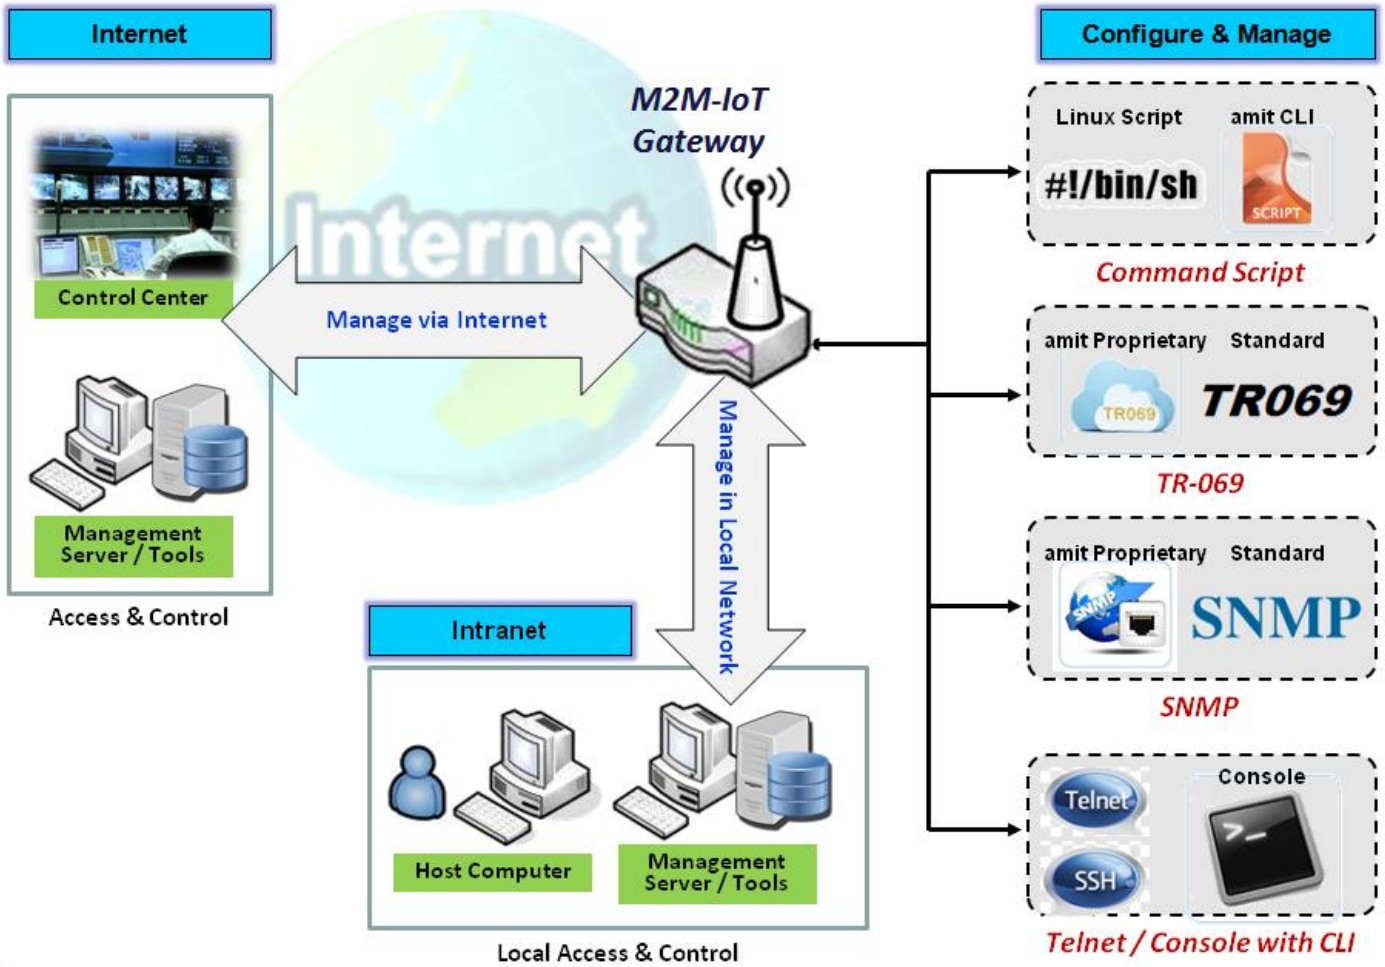 Internet
Configure & Manage
M2M-IoT
Gateway
Linux Script
amit CLI
#!/bin/sh
SCRIPT
Command Script
Internet
Control Center
Manage via Internet
amit Proprietary
Standard
TR069
TR069
TR-069
Management
Server / Tools
Access & Control
Manage in Local Network
amit Proprietary
Standard
SNMP
SNMP
SNMP
Intranet
Host Computer
Management
Server / Tools
Local Access & Control
Telnet
Console
>_
SSH
Telnet / Console with CLI